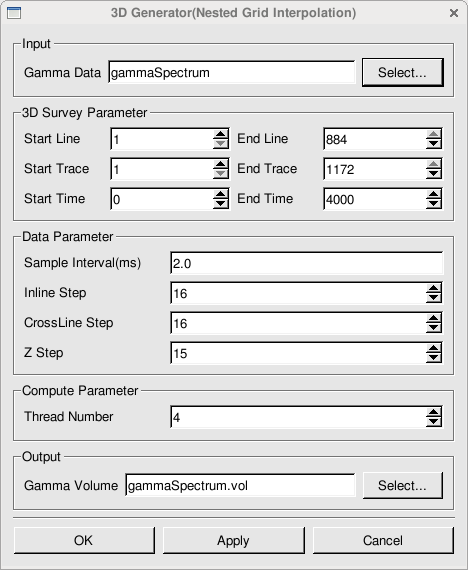 3D Generator(Nested Grid Interpolation)
Input
Gamma Data gammaSpectrum Select...
3D Survey Parameter
Start Line 1 End Line 884
Start Trace 1 End Trace 1172
Start Time 0 End Time 4000
Data Parameter
Sample Interval(ms) 2.0
Inline Step 16
CrossLine Step 16
Z Step 15
Compute Parameter
Thread Number 4
Output
Gamma Volume gammaSpectrum.vol Select...
OK Apply Cancel